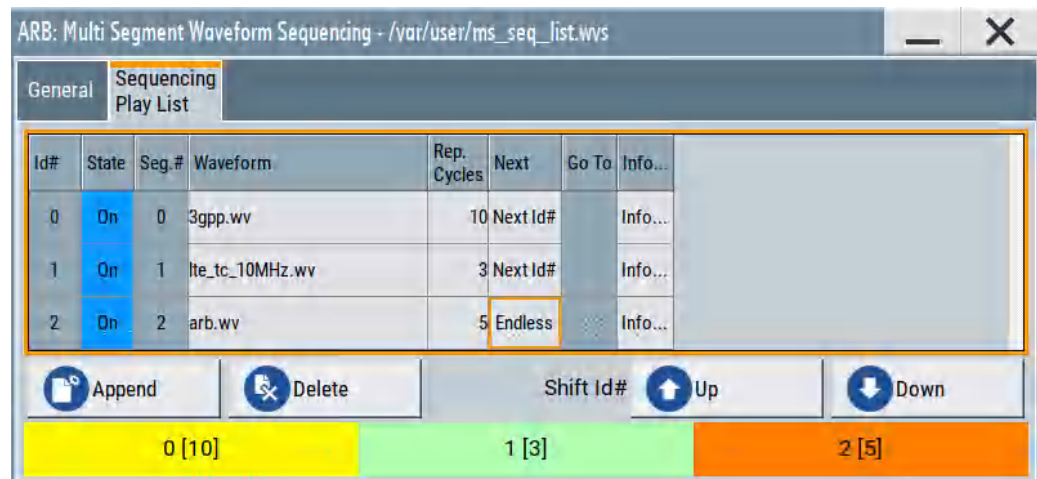 ARB: Multi Segment Waveform Sequencing - /var/user/ms_seq_list.wvs
General
Sequencing
Play List
Id# State Seg.# Waveform Rep. Cycles Next Go To Info...
0 On 0 3gpp.wv 10 Next Id# Info...
1 On 1 lte_tc_10MHz.wv 3 Next Id# Info...
2 On 2 arb.wv 5 Endless Info...
Append Delete Shift Id# Up Down
0 [10] 1 [3] 2 [5]